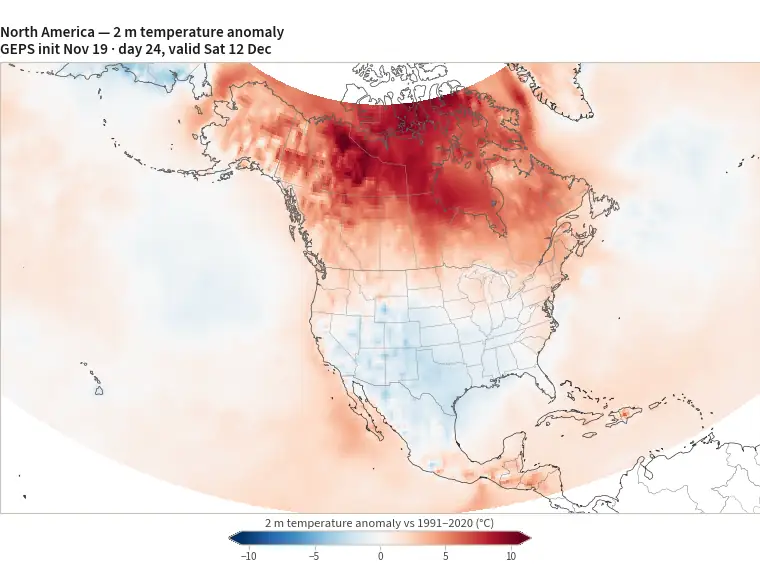 North America — 2 m temperature anomaly
GEPS init Nov 19 · day 24, valid Sat 12 Dec
2 m temperature anomaly vs 1991–2020 (°C)
−10 −5 0 5 10